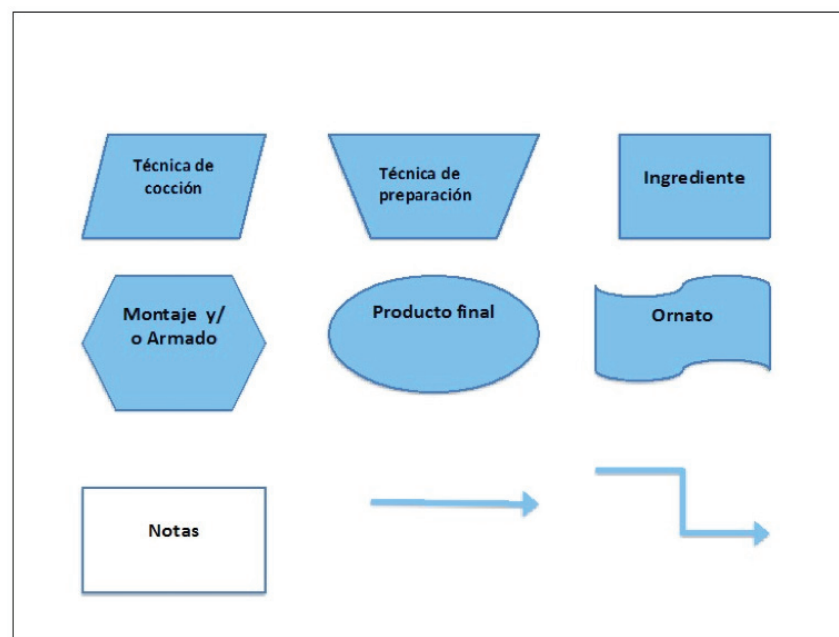 Técnica de
cocción
Técnica de
preparación
Ingrediente
Montaje y/
o Armado
Producto final
Ornato
Notas